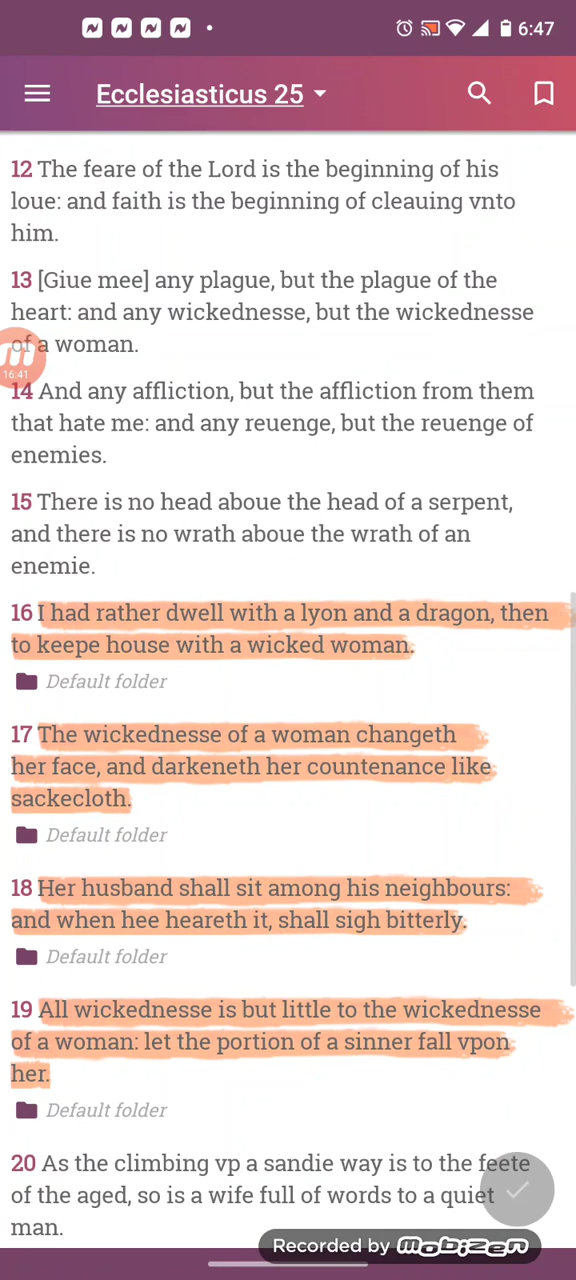 6:47
Ecclesiasticus 25
12 The feare of the Lord is the beginning of his
loue: and faith is the beginning of cleauing vnto
him.
13 [Giue mee] any plague, but the plague of the
heart: and any wickednesse, but the wickednesse
of a woman.
16:41
14 And any affliction, but the affliction from them
that hate me: and any reuenge, but the reuenge of
enemies.
15 There is no head aboue the head of a serpent,
and there is no wrath aboue the wrath of an
enemie.
16 I had rather dwell with a lyon and a dragon, then
to keepe house with a wicked woman.
Default folder
17 The wickednesse of a woman changeth
her face, and darkeneth her countenance like
sackecloth.
Default folder
18 Her husband shall sit among his neighbours:
and when hee heareth it, shall sigh bitterly.
Default folder
19 All wickednesse is but little to the wickednesse
of a woman: let the portion of a sinner fall vpon
her.
Default folder
20 As the climbing vp a sandie way is to the feete
of the aged, so is a wife full of words to a quiet
man.
Recorded by mobizen